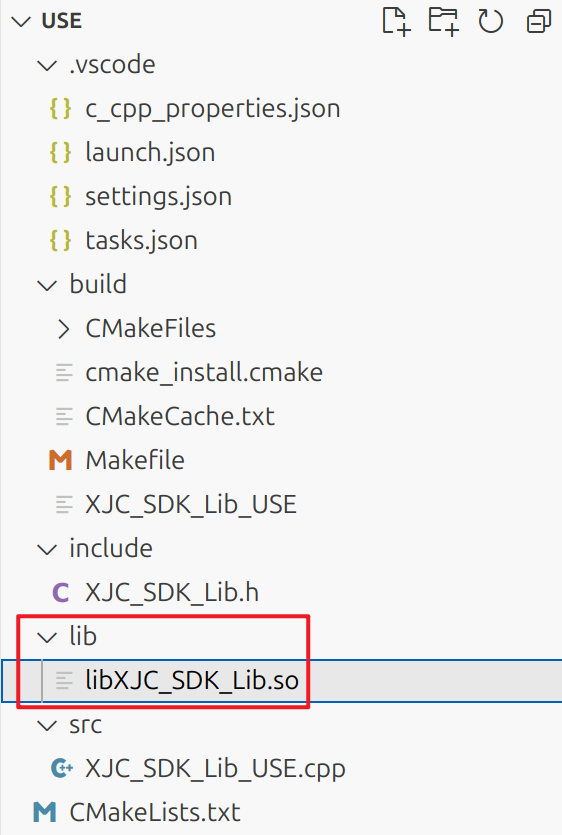 USE
.vscode
{} c_cpp_properties.json
{} launch.json
{} settings.json
{} tasks.json
build
CMakeFiles
cmake_install.cmake
CMakeCache.txt
M Makefile
XJC_SDK_Lib_USE
include
C XJC_SDK_Lib.h
lib
libXJC_SDK_Lib.so
src
C++ XJC_SDK_Lib_USE.cpp
M CMakeLists.txt